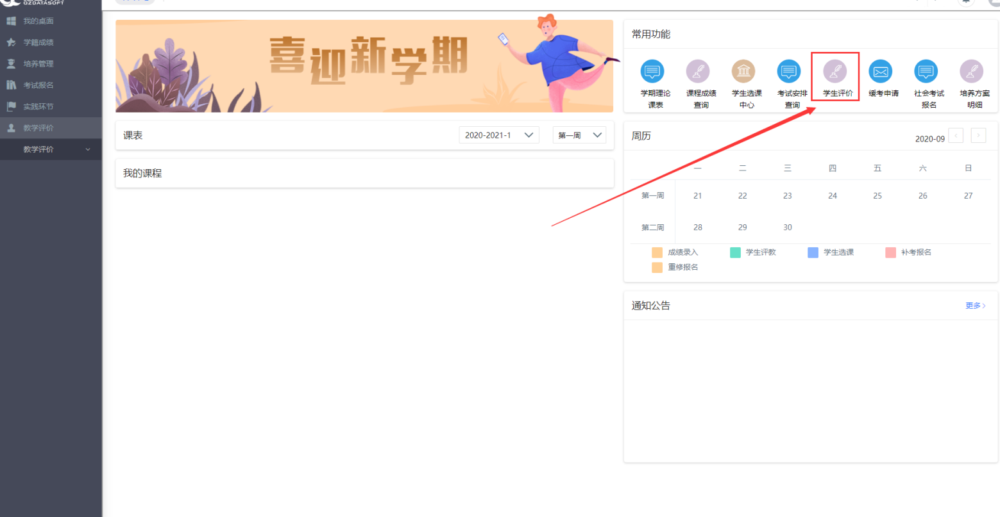 QZDATASOFT
我的桌面
学籍成绩
培养管理
考试报名
实践环节
教学评价
教学评价
喜迎新学期
课表
2020-2021-1
第一周
我的课程
常用功能
学期理论
课表
课程成绩
查询
学生选课
中心
考试安排
查询
学生评价
缓考申请
社会考试
报名
培养方案
明细
周历
2020-09
一 二 三 四 五 六 日
第一周 21 22 23 24 25 26 27
第二周 28 29 30
成绩录入 学生评教 学生选课 补考报名
重修报名
通知公告
更多